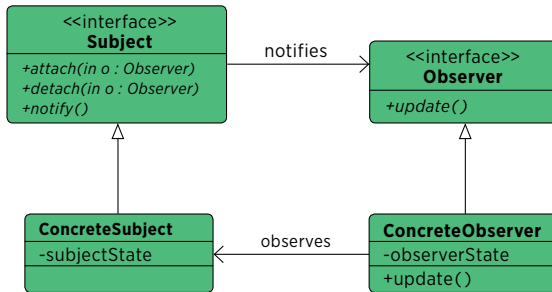 <<interface>>
Subject
+attach(in o : Observer)
+detach(in o : Observer)
+notify()
notifies
<<interface>>
Observer
+update()
ConcreteSubject
-subjectState
observes
ConcreteObserver
-observerState
+update()